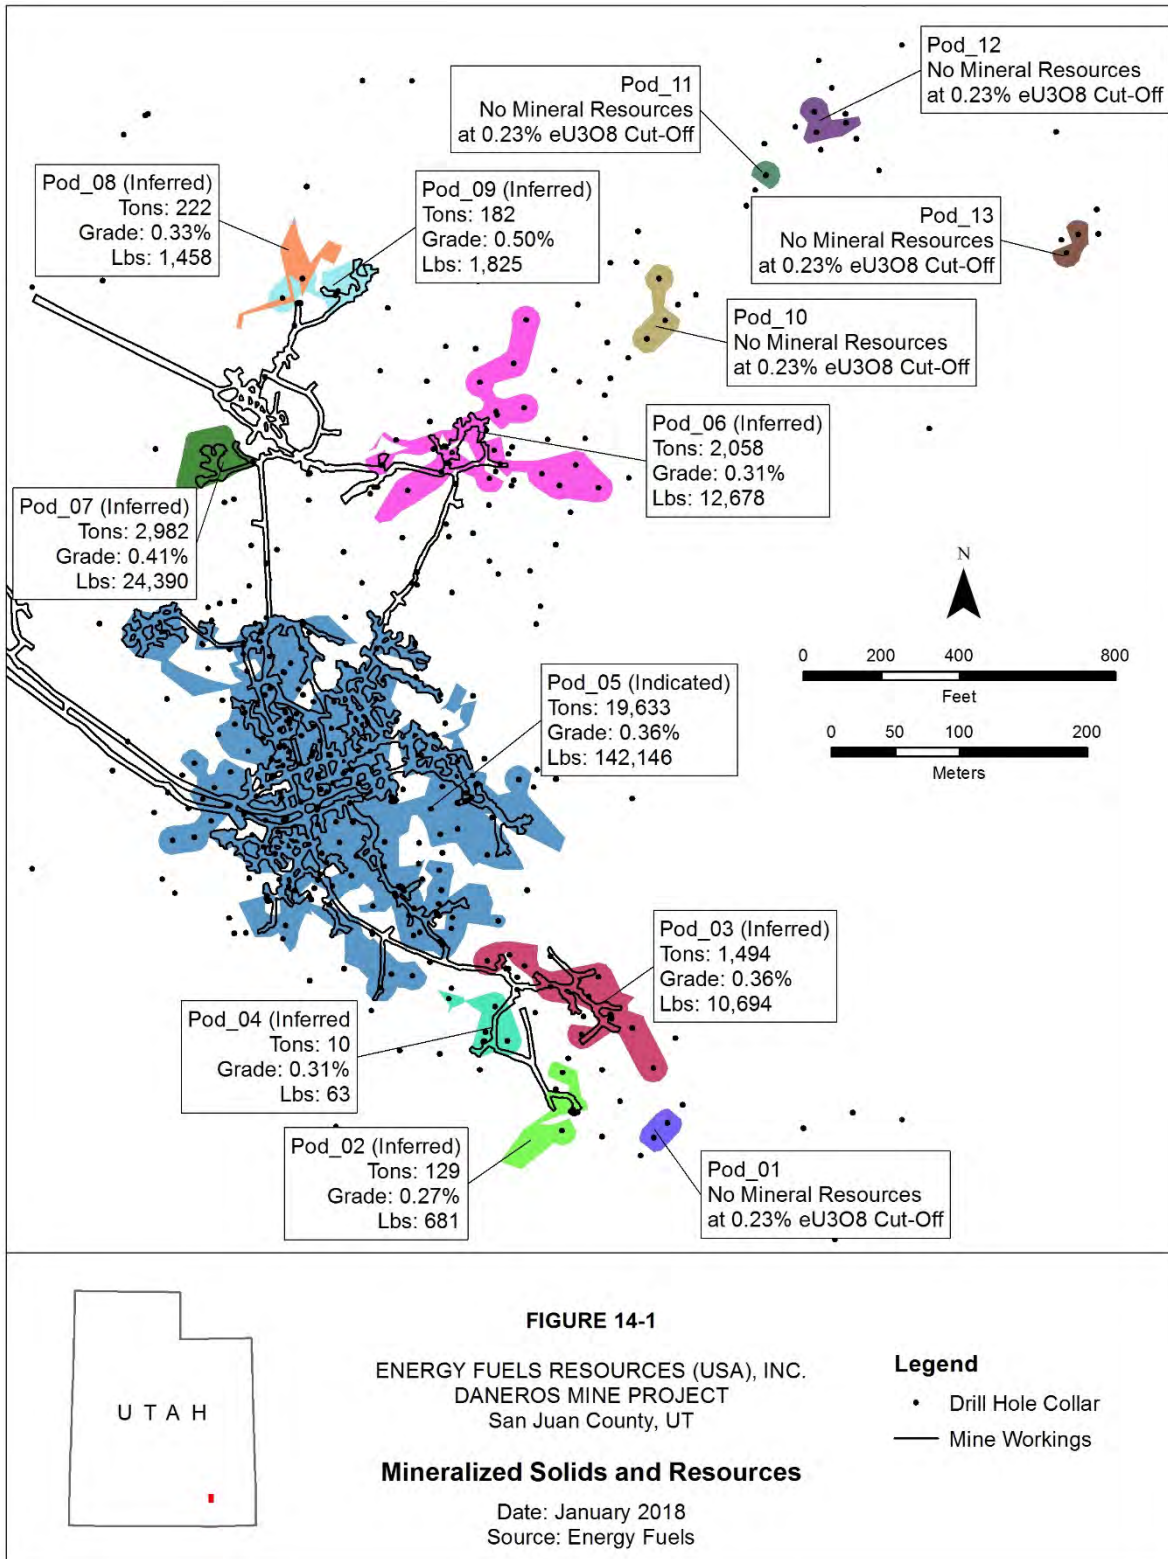 Pod_12
No Mineral Resources
at 0.23% eU3O8 Cut-Off
Pod_11
No Mineral Resources
at 0.23% eU3O8 Cut-Off
Pod_08 (Inferred)
Tons: 222
Grade: 0.33%
Lbs: 1,458
Pod_09 (Inferred)
Tons: 182
Grade: 0.50%
Lbs: 1,825
Pod_13
No Mineral Resources
at 0.23% eU3O8 Cut-Off
Pod_10
No Mineral Resources
at 0.23% eU3O8 Cut-Off
Pod_06 (Inferred)
Tons: 2,058
Grade: 0.31%
Lbs: 12,678
Pod_07 (Inferred)
Tons: 2,982
Grade: 0.41%
Lbs: 24,390
N
0 200 400 800
Feet
0 50 100 200
Meters
Pod_05 (Indicated)
Tons: 19,633
Grade: 0.36%
Lbs: 142,146
Pod_03 (Inferred)
Tons: 1,494
Grade: 0.36%
Lbs: 10,694
Pod_04 (Inferred
Tons: 10
Grade: 0.31%
Lbs: 63
Pod_02 (Inferred)
Tons: 129
Grade: 0.27%
Lbs: 681
Pod_01
No Mineral Resources
at 0.23% eU3O8 Cut-Off
UTAH
FIGURE 14-1
ENERGY FUELS RESOURCES (USA), INC.
DANEROS MINE PROJECT
San Juan County, UT
Mineralized Solids and Resources
Date: January 2018
Source: Energy Fuels
Legend
Drill Hole Collar
Mine Workings